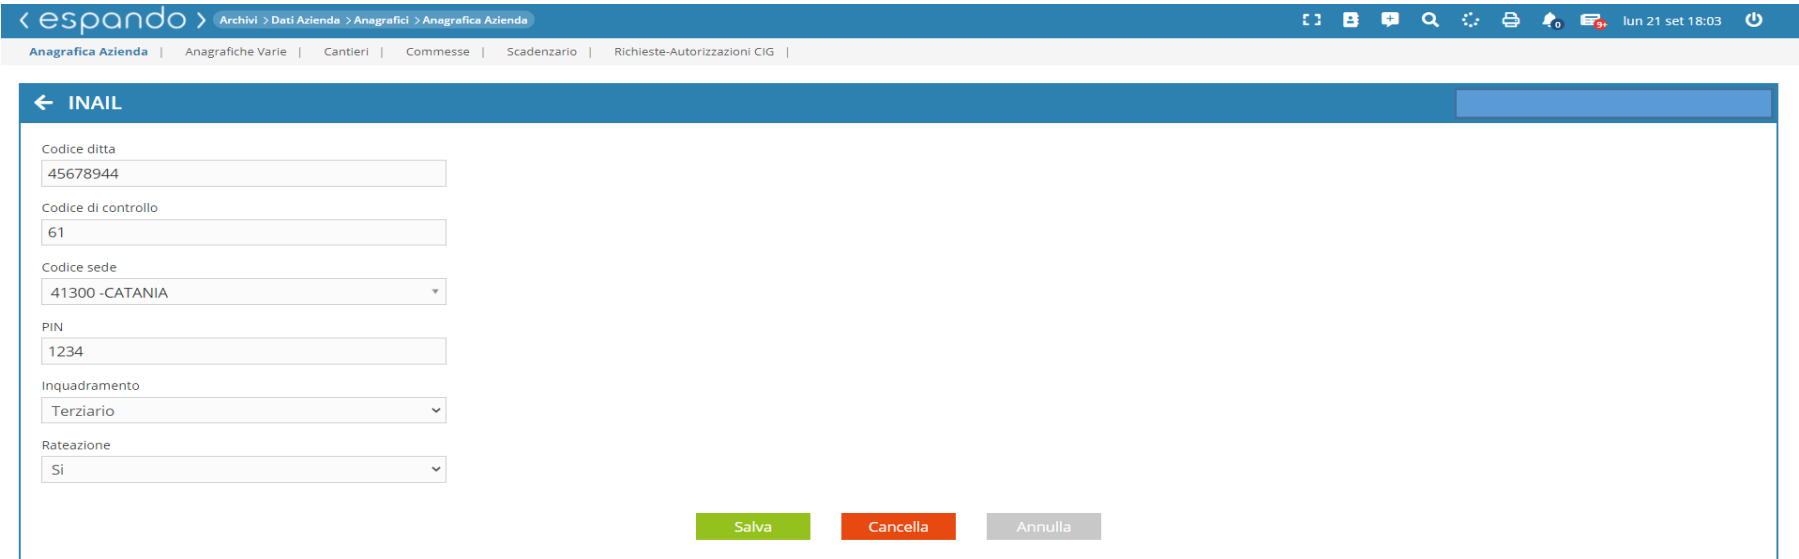 espando Archivi > Dati Azienda > Anagrafici > Anagrafica Azienda 0 9+ lun 21 set 18:03
Anagrafica Azienda | Anagrafiche Varie | Cantieri | Commesse | Scadenzario | Richieste-Autorizzazioni CIG |
INAIL
Codice ditta
45678944
Codice di controllo
61
Codice sede
41300 -CATANIA
PIN
1234
Inquadramento
Terziario
Rateazione
Si
Salva Cancella Annulla